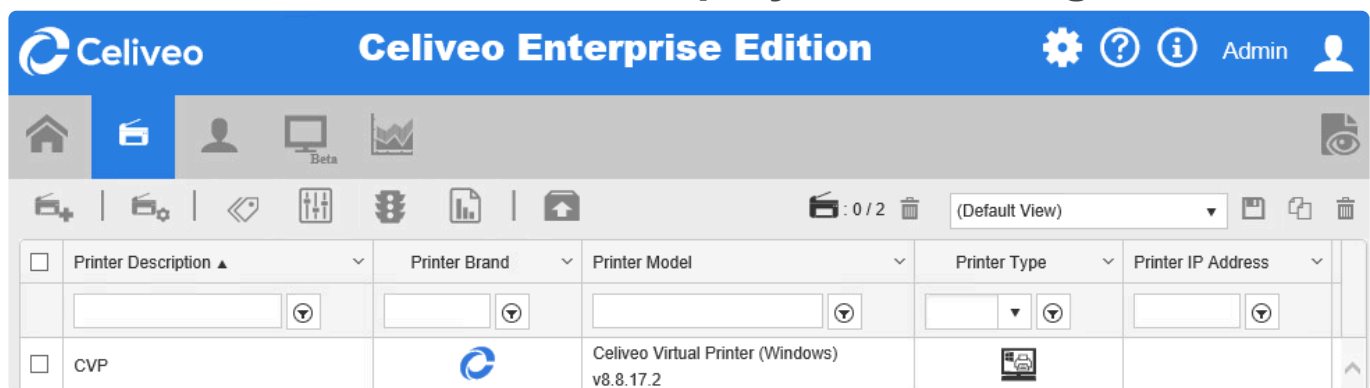 Celiveo
Celiveo Enterprise Edition
Admin
Beta
: 0 / 2
(Default View)
Printer Description ▲
Printer Brand
Printer Model
Printer Type
Printer IP Address
CVP
Celiveo Virtual Printer (Windows)
v8.8.17.2